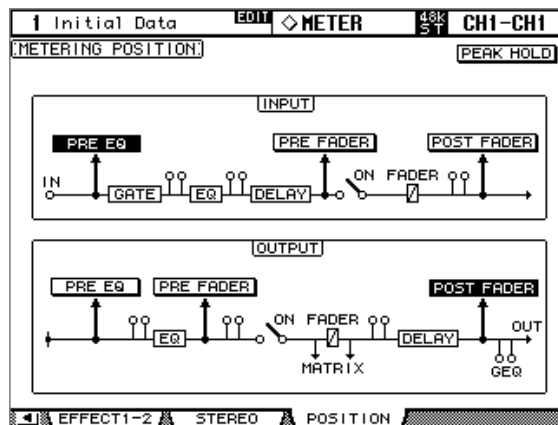 1 Initial Data EDIT ◇METER 48K ST CH1-CH1
METERING POSITION PEAK HOLD
INPUT
PRE EQ PRE FADER POST FADER
IN GATE EQ DELAY ON FADER
OUTPUT
PRE EQ PRE FADER POST FADER
EQ ON FADER DELAY OUT
MATRIX GEQ
EFFECT1-2 STEREO POSITION